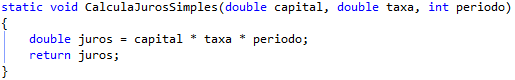 static void CalculaJurosSimples(double capital, double taxa, int periodo)
{
    double juros = capital * taxa * periodo;
    return juros;
}